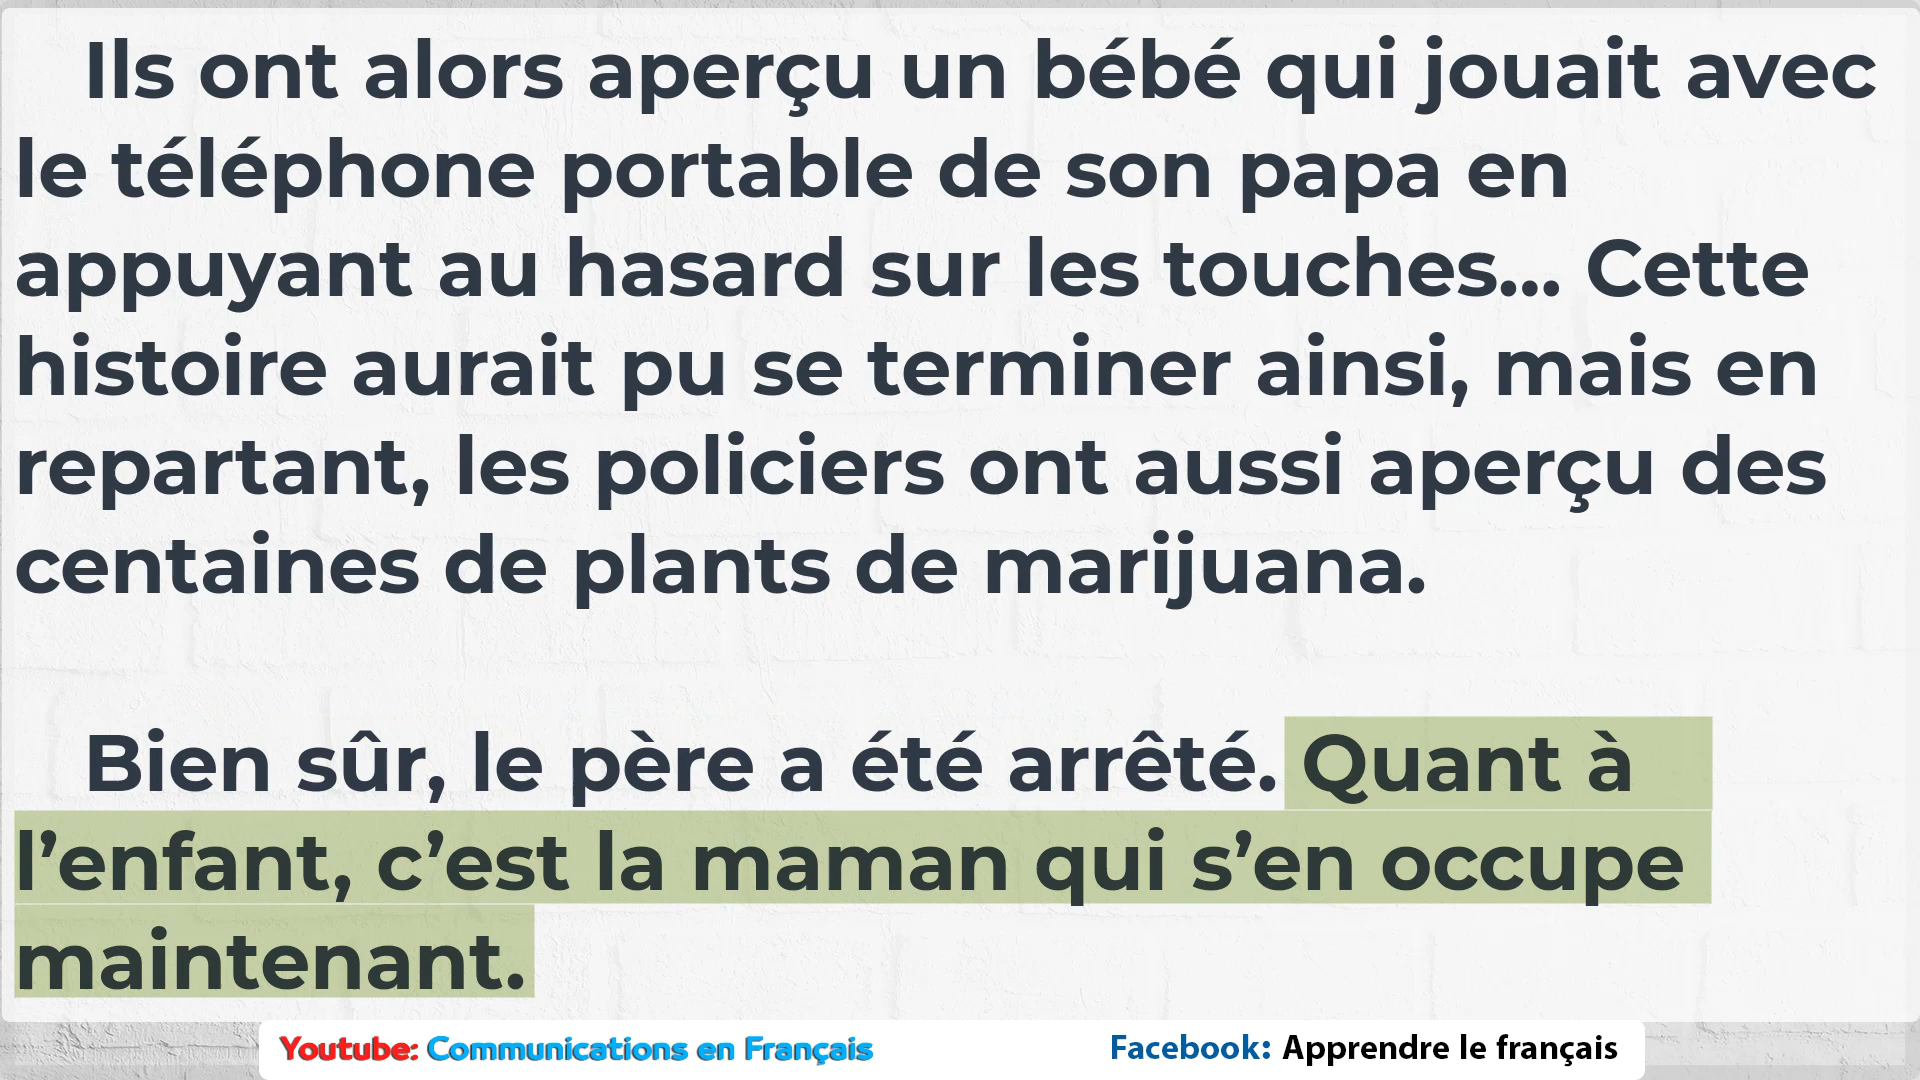 Ils ont alors aperçu un bébé qui jouait avec
le téléphone portable de son papa en
appuyant au hasard sur les touches... Cette
histoire aurait pu se terminer ainsi, mais en
repartant, les policiers ont aussi aperçu des
centaines de plants de marijuana.
Bien sûr, le père a été arrêté. Quant à
l’enfant, c’est la maman qui s’en occupe
maintenant.
Youtube: Communications en Français Facebook: Apprendre le français